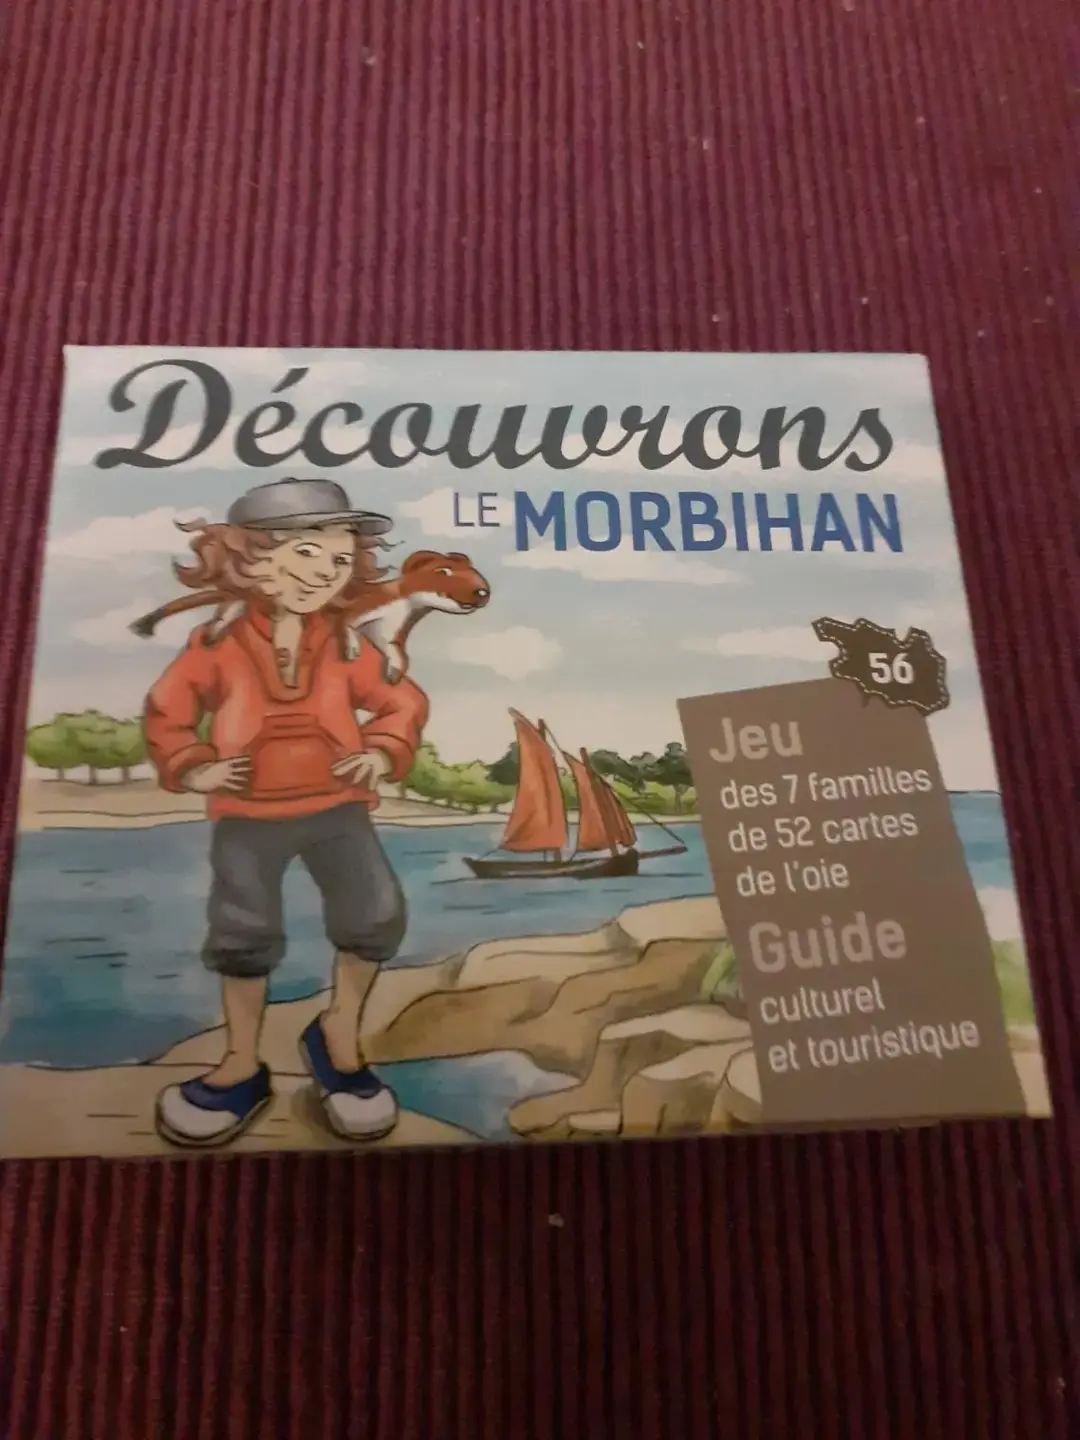 Découvrons
LE MORBIHAN
56
Jeu
des 7 familles
de 52 cartes
de l'oie
Guide
culturel
et touristique